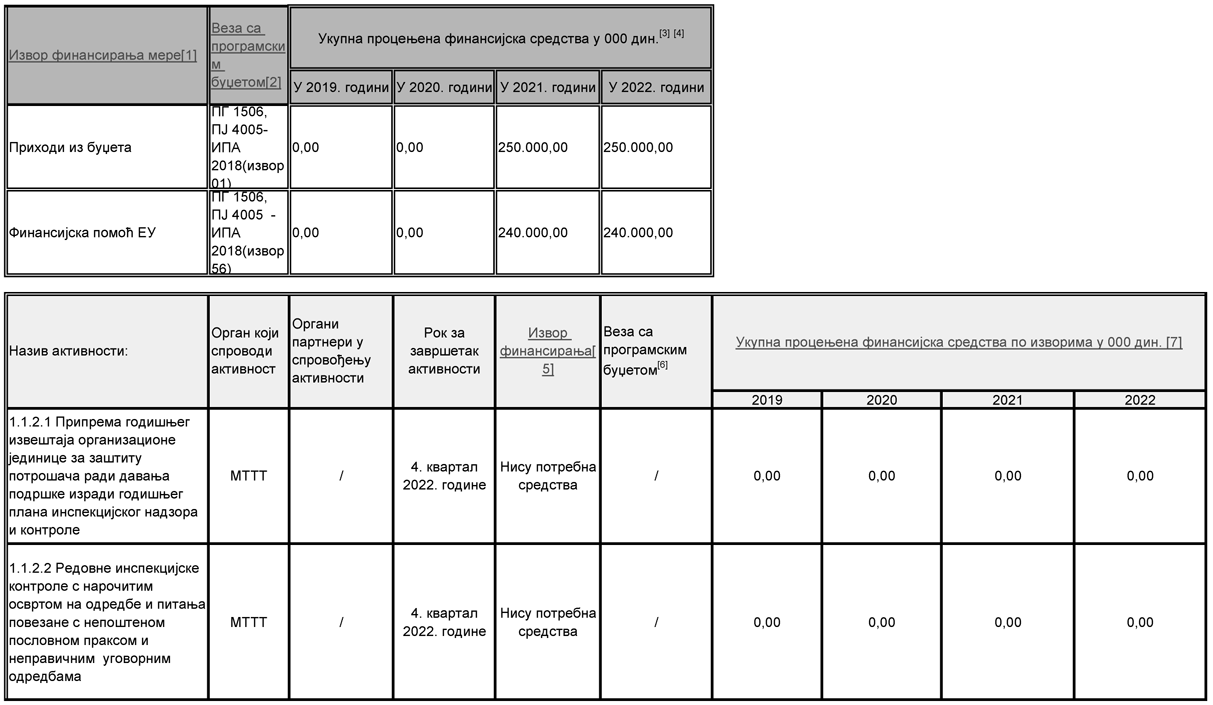 Извор финансирања мере[1]
Веза са
програмски
м
буџетом[2]
Укупна процењена финансијска средства у 000 дин.[3] [4]
У 2019. години
У 2020. години
У 2021. години
У 2022. години
Приходи из буџета
ПГ 1506,
ПЈ 4005-
ИПА
2018(извор
01)
0,00
0,00
250.000,00
250.000,00
Финансијска помоћ ЕУ
ПГ 1506,
ПЈ 4005 -
ИПА
2018(извор
56)
0,00
0,00
240.000,00
240.000,00
Назив активности:
Орган који
спроводи
активност
Органи
партнери у
спровођењу
активности
Рок за
завршетак
активности
Извор
финансирања[
5]
Веза са
програмским
буџетом[6]
Укупна процењена финансијска средства по изворима у 000 дин. [7]
2019
2020
2021
2022
1.1.2.1 Припрема годишњег
извештаја организационе
јединице за заштиту
потрошача ради давања
подршке изради годишњег
плана инспекцијског надзора
и контроле
МТТТ
/
4. квартал
2022. године
Нису потребна
средства
/
0,00
0,00
0,00
0,00
1.1.2.2 Редовне инспекцијске
контроле с нарочитим
освртом на одредбе и питања
повезане с непоштеном
пословном праксом и
неправичним уговорним
одредбама
МТТТ
/
4. квартал
2022. године
Нису потребна
средства
/
0,00
0,00
0,00
0,00